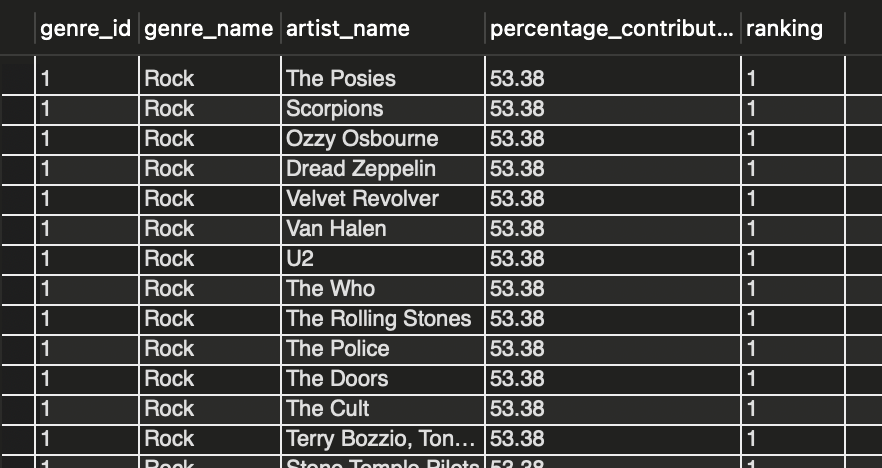 genre_id genre_name artist_name percentage_contribut... ranking
1 Rock The Posies 53.38 1
1 Rock Scorpions 53.38 1
1 Rock Ozzy Osbourne 53.38 1
1 Rock Dread Zeppelin 53.38 1
1 Rock Velvet Revolver 53.38 1
1 Rock Van Halen 53.38 1
1 Rock U2 53.38 1
1 Rock The Who 53.38 1
1 Rock The Rolling Stones 53.38 1
1 Rock The Police 53.38 1
1 Rock The Doors 53.38 1
1 Rock The Cult 53.38 1
1 Rock Terry Bozzio, Ton... 53.38 1
1 Rock Stone Temple Pilots 53.38 1